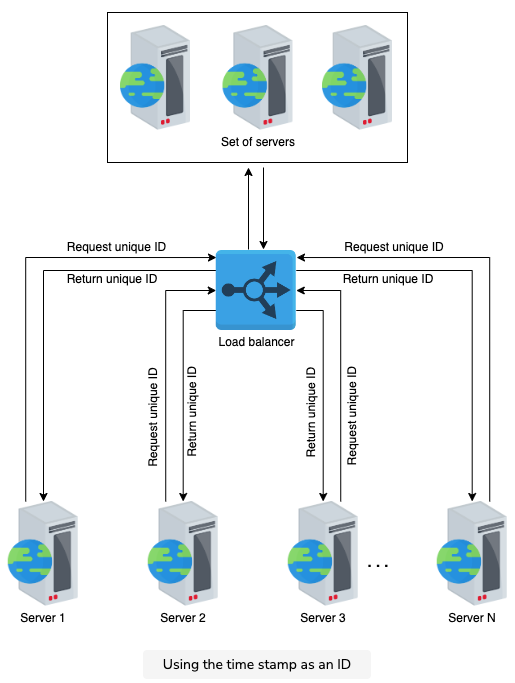 Set of servers
Request unique ID
Request unique ID
Return unique ID
Return unique ID
Load balancer
Request unique ID
Return unique ID
Return unique ID
Request unique ID
...
Server 1
Server 2
Server 3
Server N
Using the time stamp as an ID